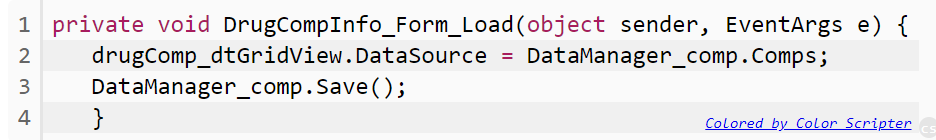 1 private void DrugCompInfo_Form_Load(object sender, EventArgs e) {
2 drugComp_dtGridView.DataSource = DataManager_comp.Comps;
3 DataManager_comp.Save();
4 }
Colored by Color Scripter
cs